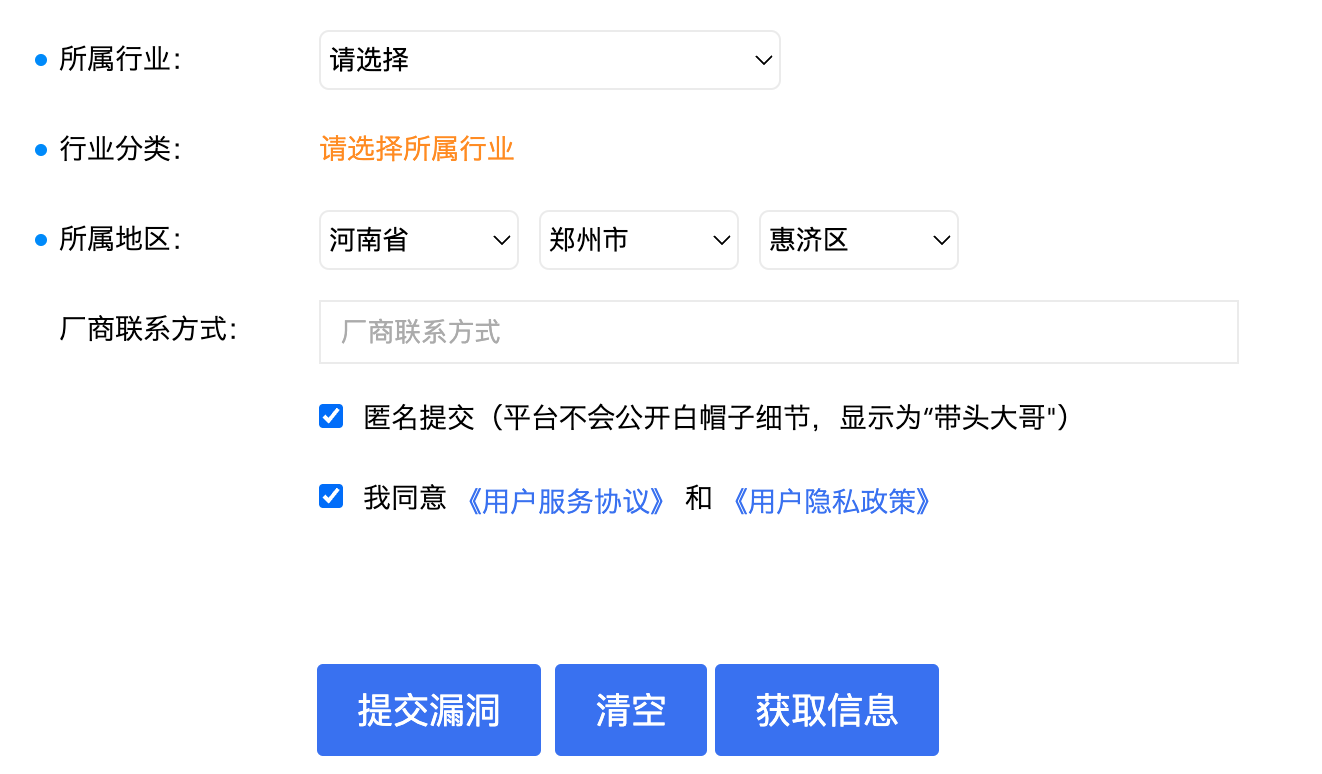 所属行业： 请选择
行业分类： 请选择所属行业
所属地区： 河南省 郑州市 惠济区
厂商联系方式： 厂商联系方式
匿名提交（平台不会公开白帽子细节，显示为“带头大哥"）
我同意 《用户服务协议》 和 《用户隐私政策》
提交漏洞 清空 获取信息